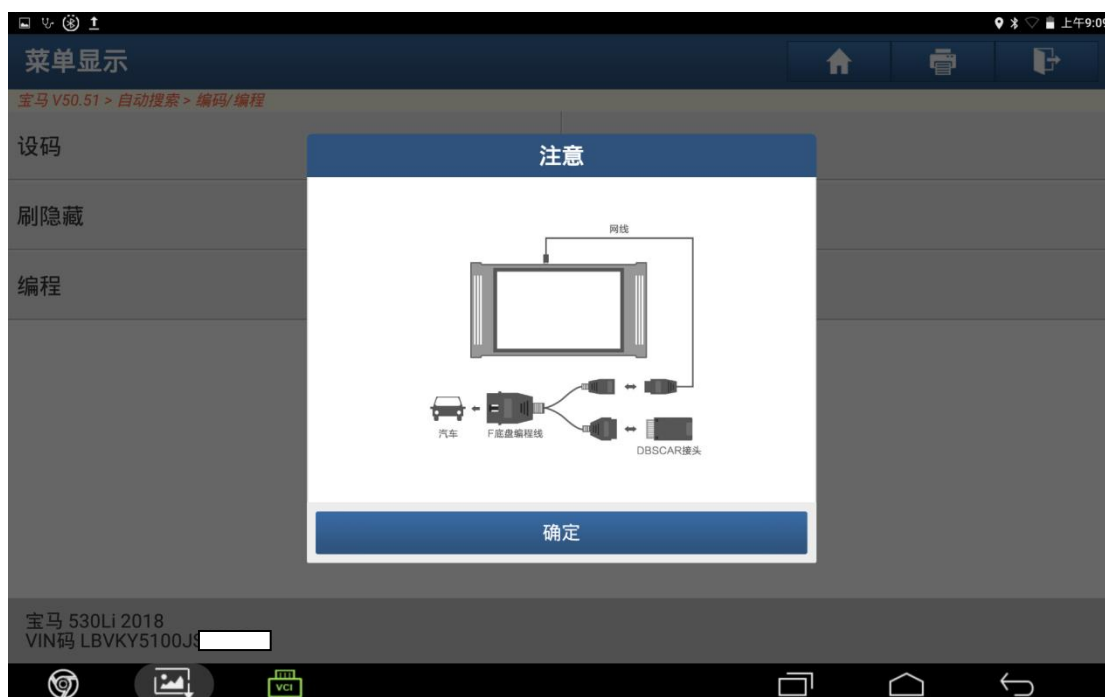 上午9:09
菜单显示
宝马 V50.51 > 自动搜索 > 编码/编程
设码
刷隐藏
编程
注意
网线
汽车
F底盘编程线
DBSCAR接头
确定
宝马 530Li 2018
VIN码 LBVKY5100JS
VCI